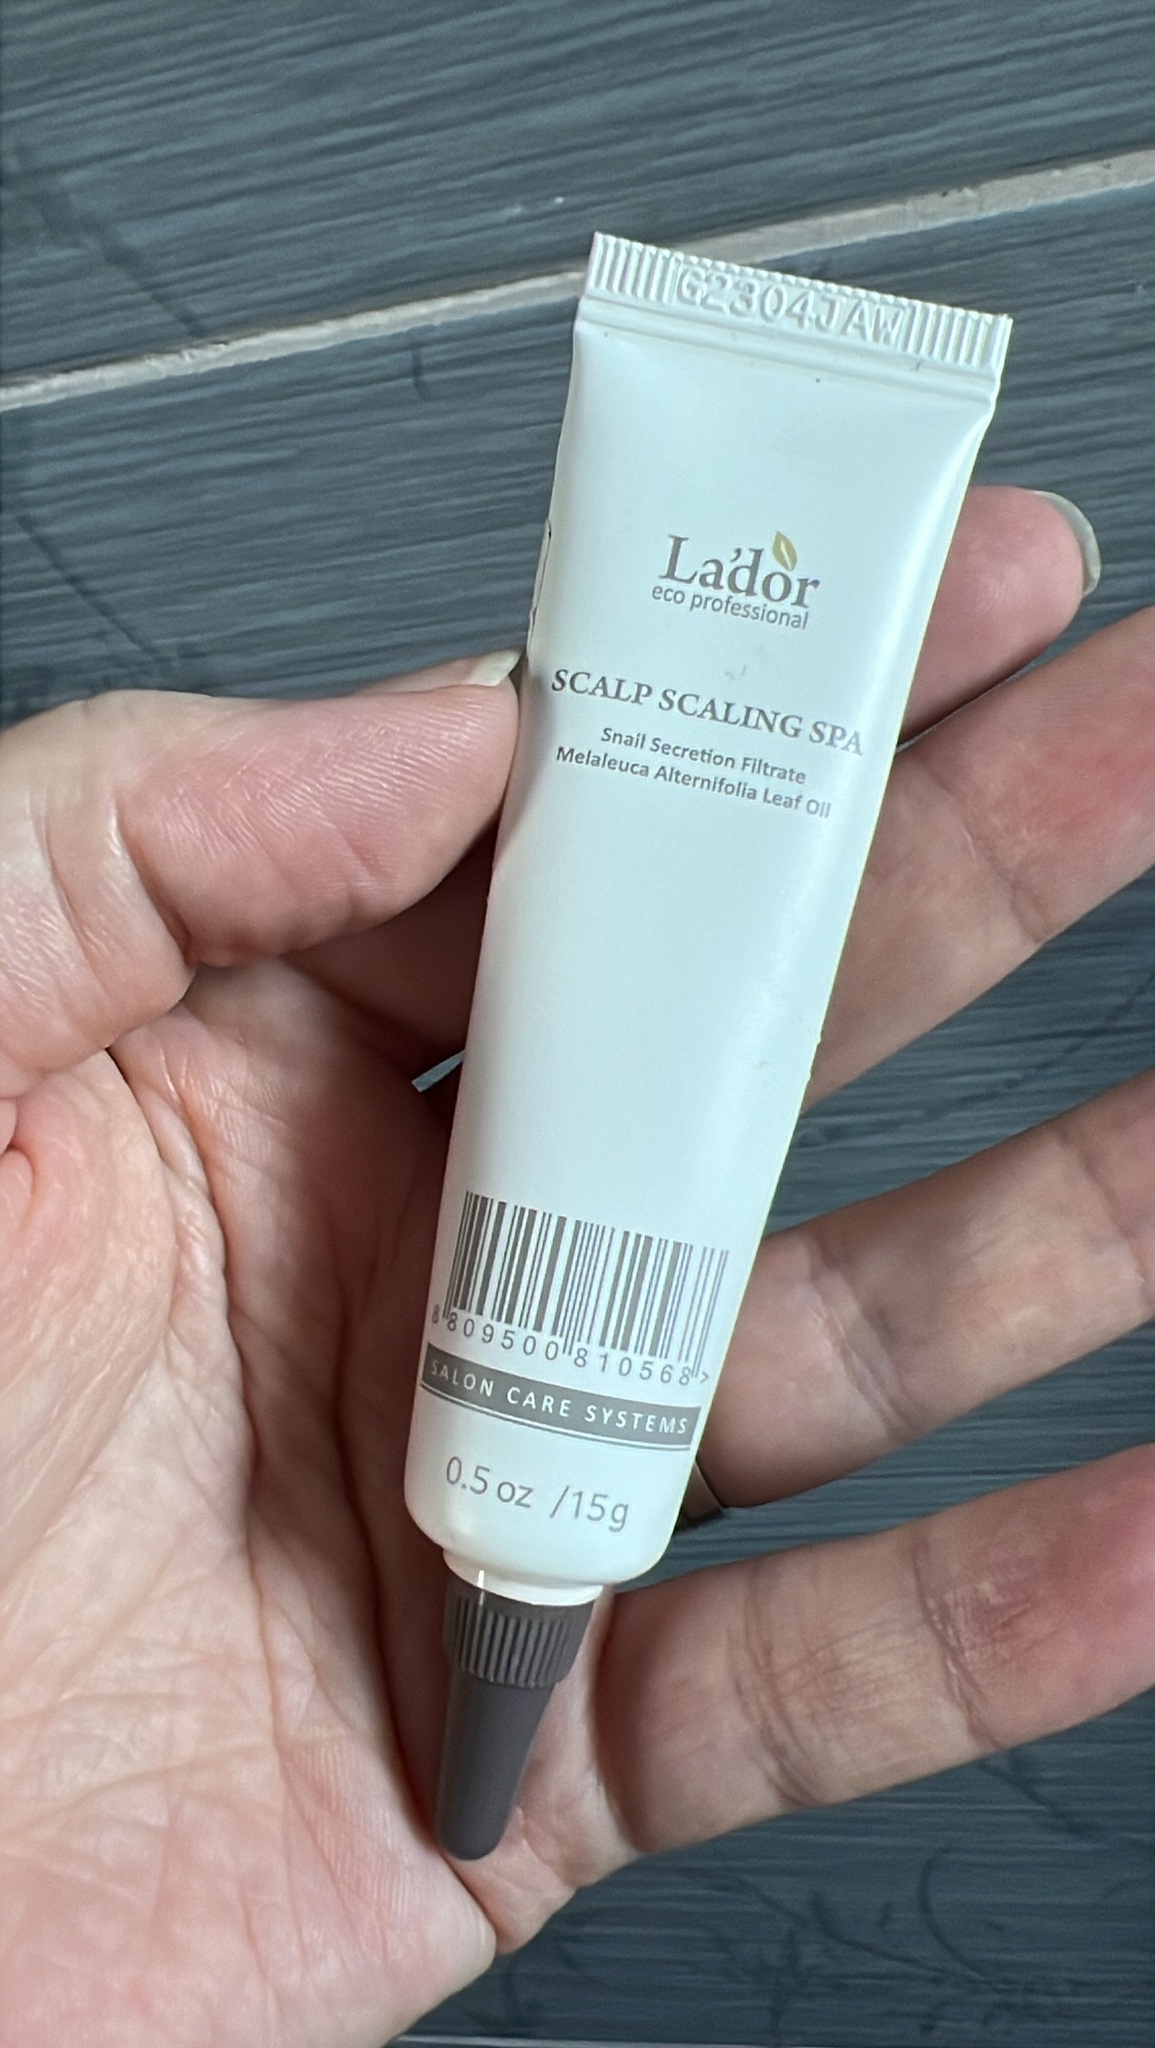 G2304JAW
La'dor
eco professional
SCALP SCALING SPA
Snail Secretion Filtrate
Melaleuca Alternifolia Leaf Oil
8 809500 810568 >
SALON CARE SYSTEMS
0.5 oz /15g